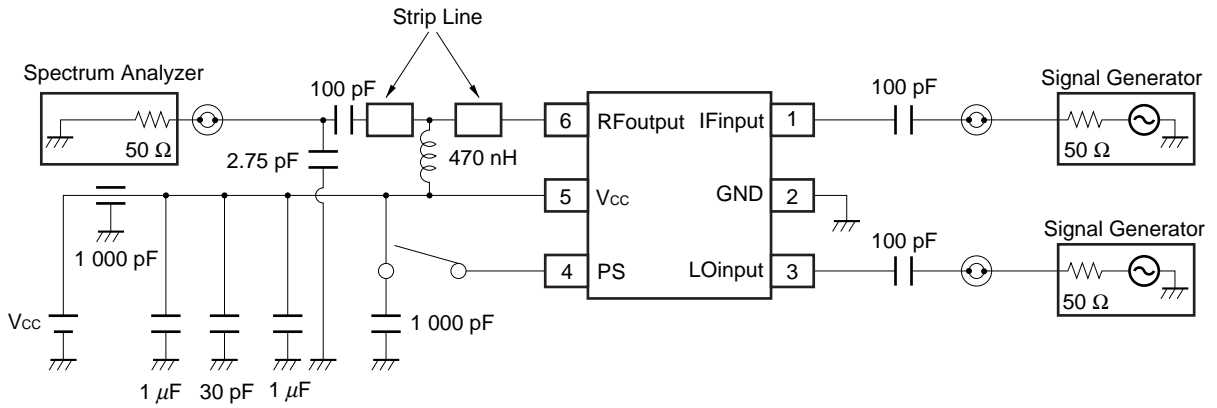 Strip Line
Spectrum Analyzer
100 pF
100 pF
Signal Generator
6
RFoutput
IFinput
1
50 Ω
2.75 pF
470 nH
50 Ω
5
VCC
GND
2
1 000 pF
100 pF
Signal Generator
4
PS
LOinput
3
50 Ω
VCC
1 000 pF
1 μF
30 pF
1 μF